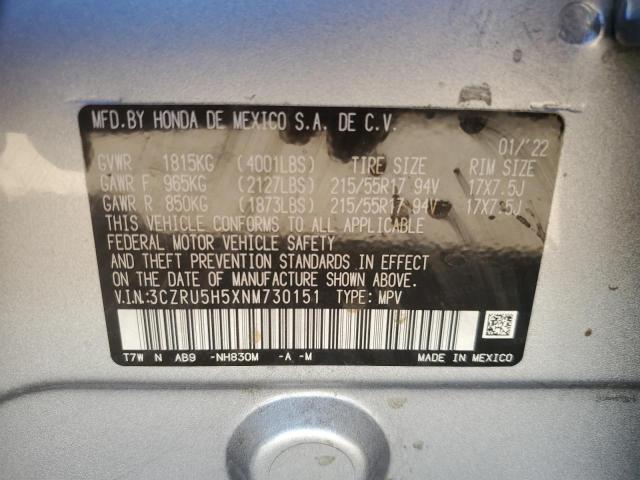 MFD.BY HONDA DE MEXICO S.A. DE C.V.
01/'22
GVWR 1815KG (4001LBS) TIRE SIZE RIM SIZE
GAWR F 965KG (2127LBS) 215/55R17 94V 17X7.5J
GAWR R 850KG (1873LBS) 215/55R17 94V 17X7.5J
THIS VEHICLE CONFORMS TO ALL APPLICABLE
FEDERAL MOTOR VEHICLE SAFETY
AND THEFT PREVENTION STANDARDS IN EFFECT
ON THE DATE OF MANUFACTURE SHOWN ABOVE.
V.I.N.:3CZRU5H5XNM730151 TYPE: MPV
T7W N AB9 -NH830M -A -M MADE IN MEXICO